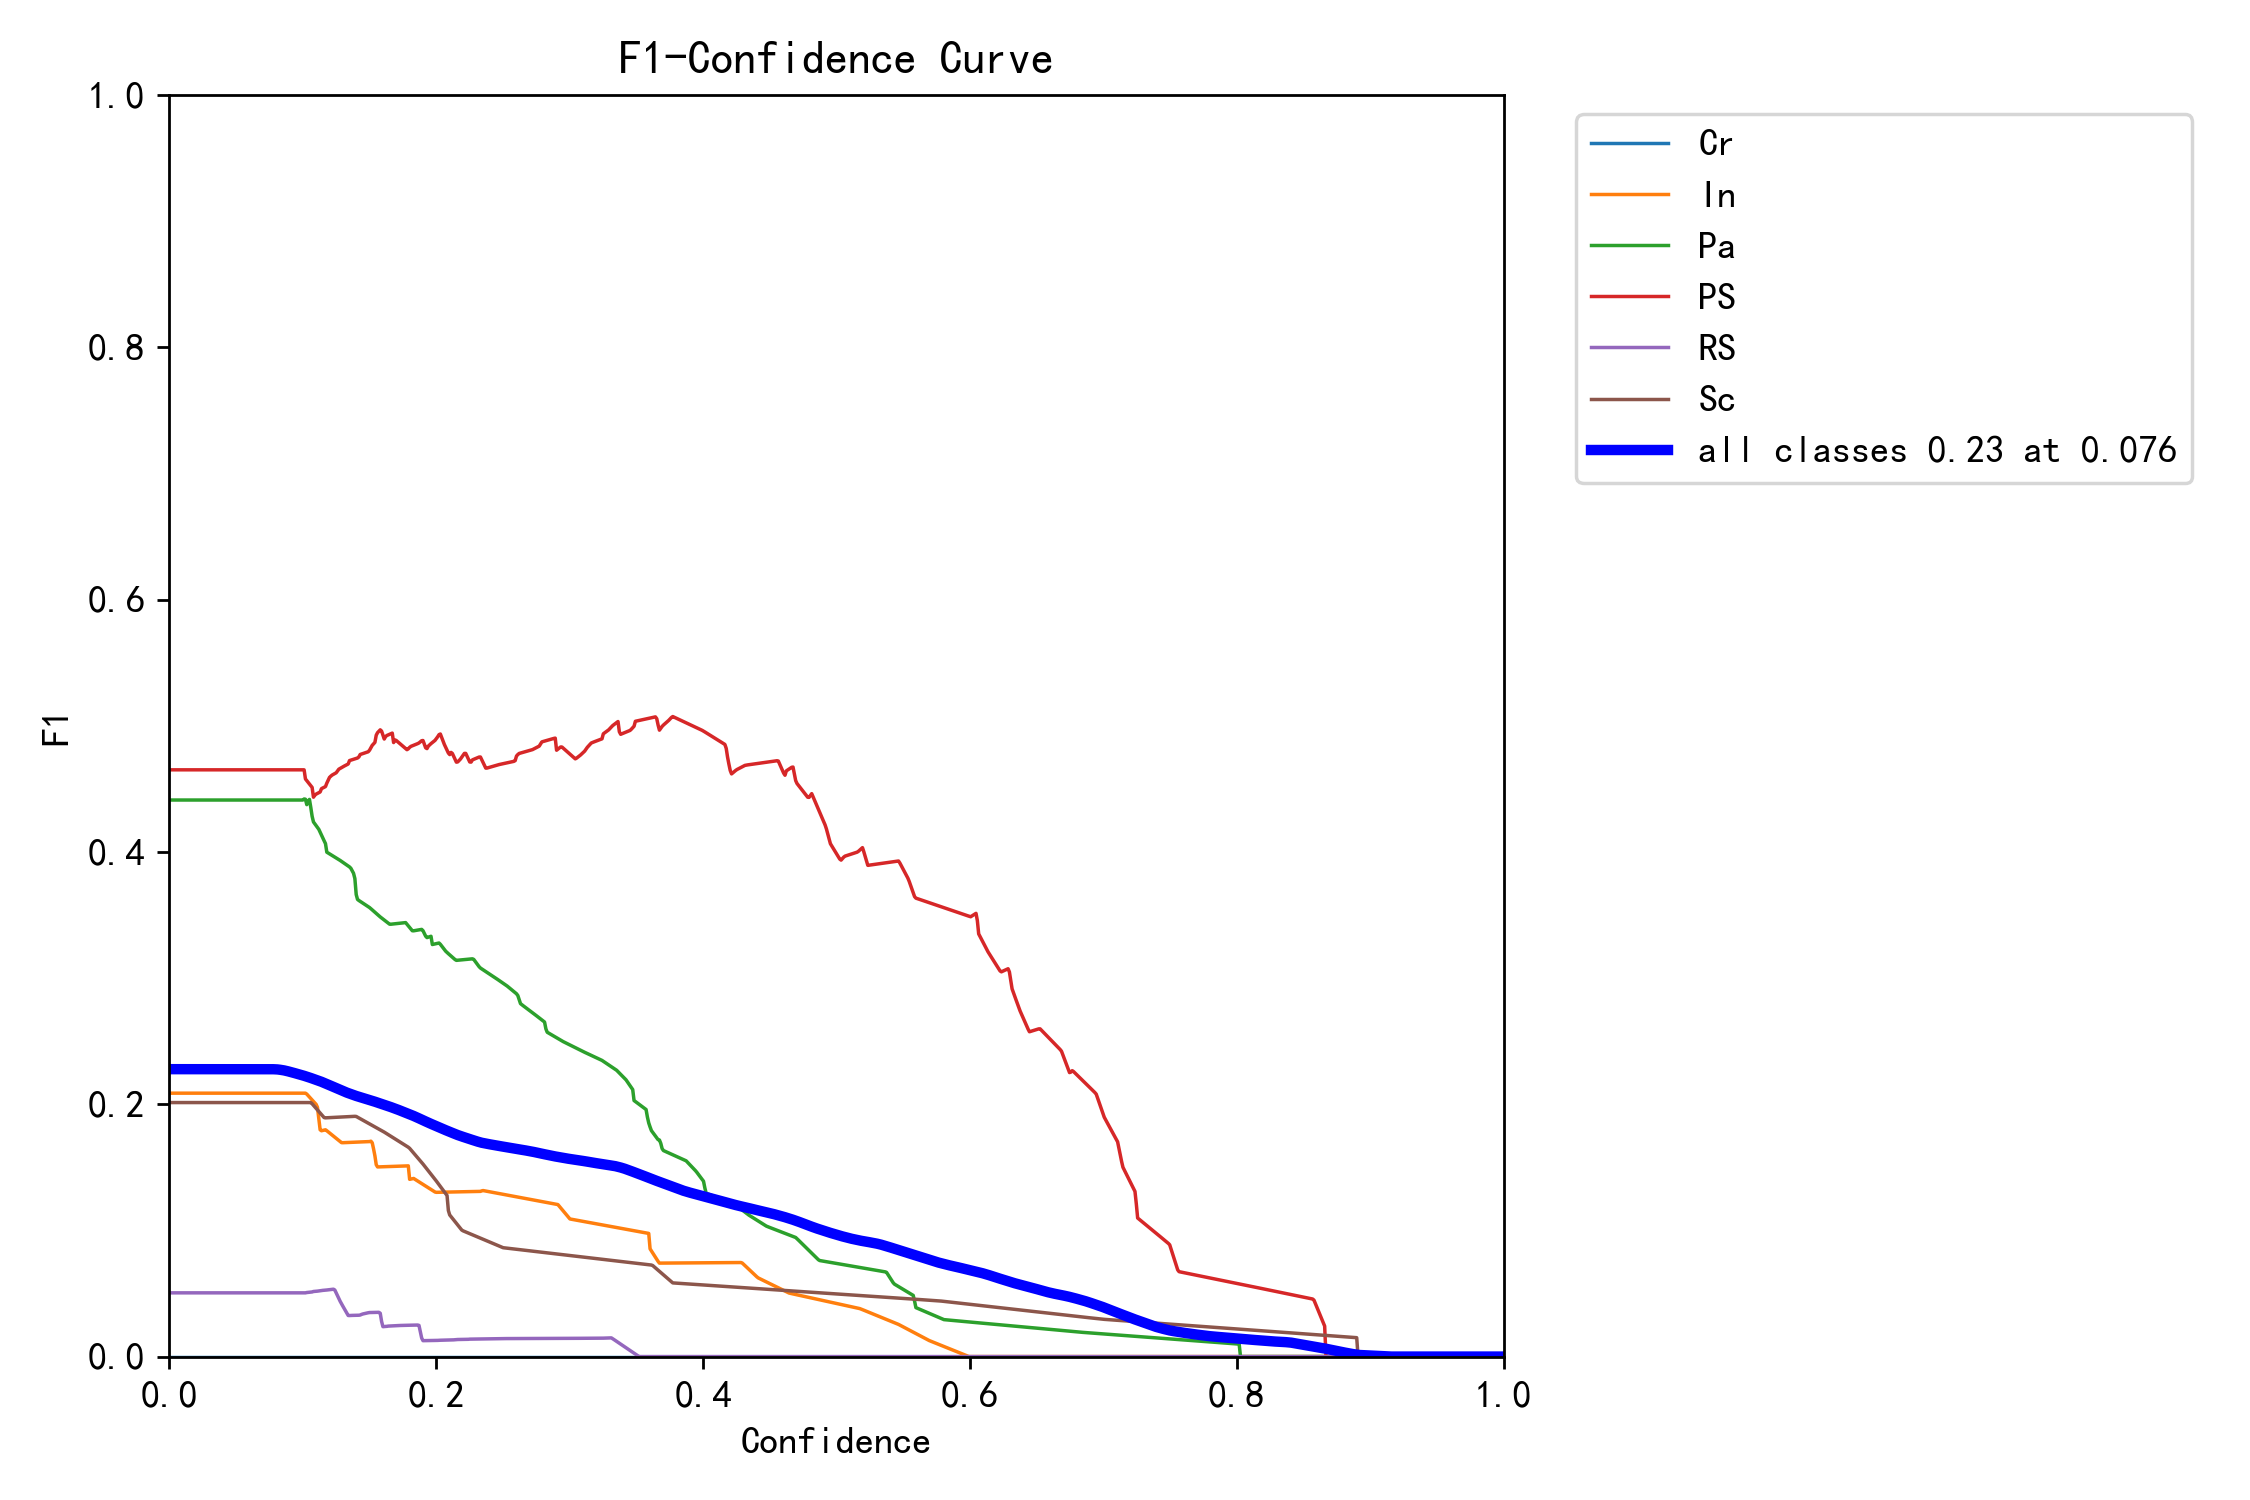 F1-Confidence Curve
1.0
0.8
0.6
0.4
0.2
0.0
F1
0.0 0.2 0.4 0.6 0.8 1.0
Confidence
Cr
In
Pa
PS
RS
Sc
all classes 0.23 at 0.076